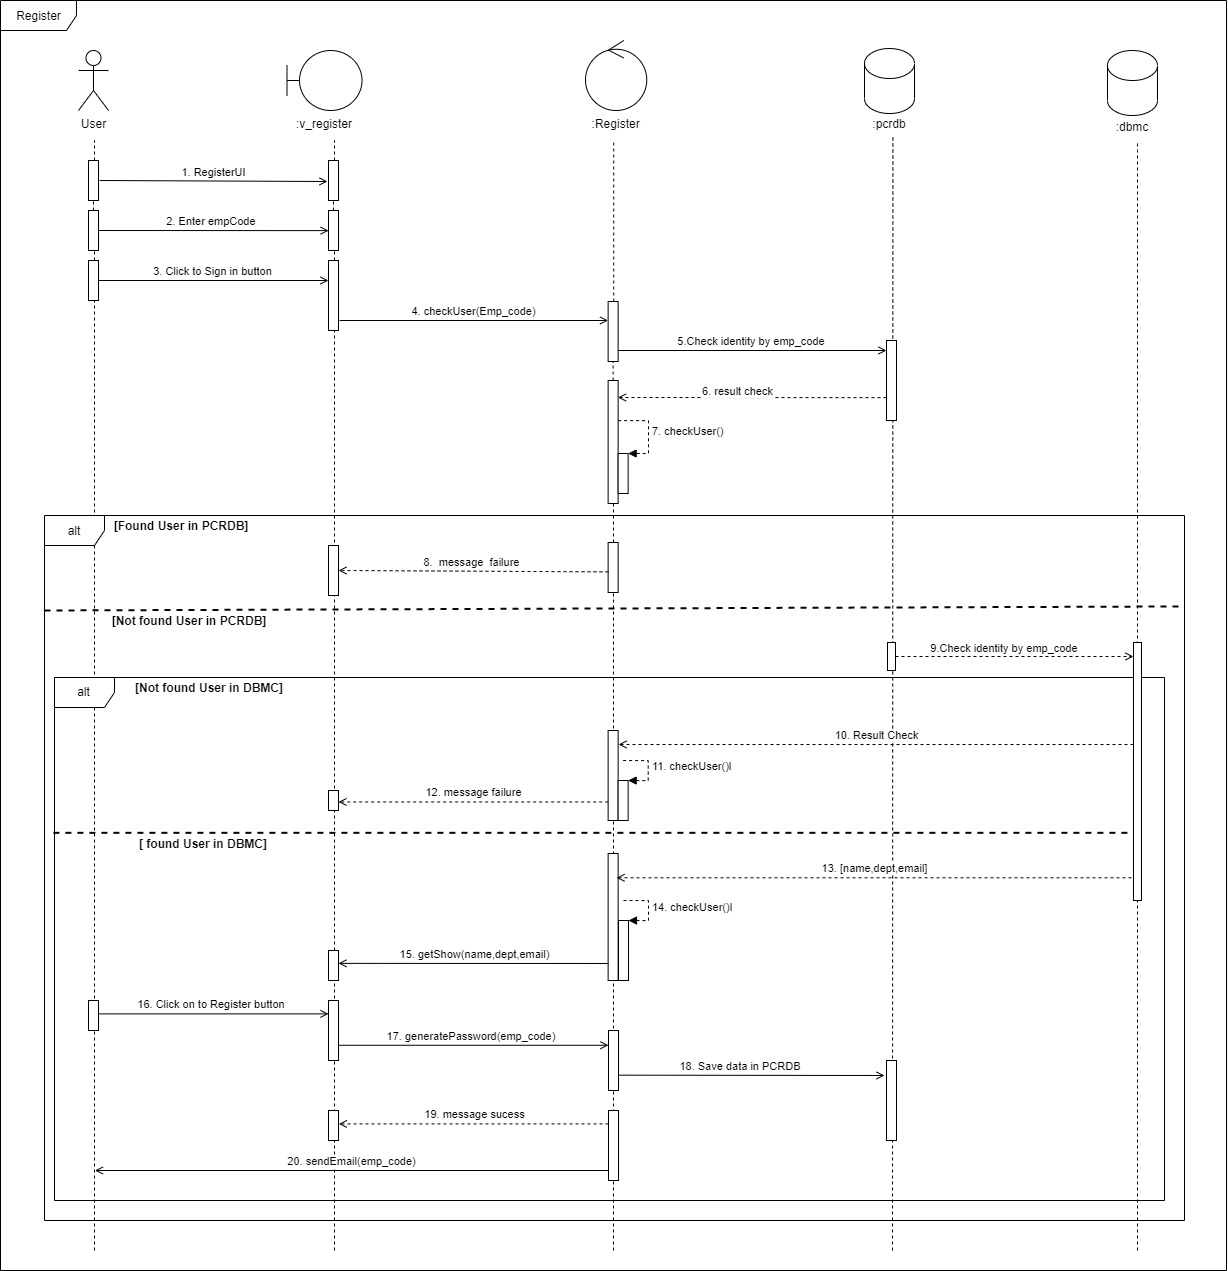 Register
User
:v_register
:Register
:pcrdb
:dbmc
1. RegisterUI
2. Enter empCode
3. Click to Sign in button
4. checkUser(Emp_code)
5.Check identity by emp_code
6. result check
7. checkUser()
alt
[Found User in PCRDB]
8.  message  failure
[Not found User in PCRDB]
9.Check identity by emp_code
alt
[Not found User in DBMC]
10. Result Check
11. checkUser()l
12. message failure
[ found User in DBMC]
13. [name,dept,email]
14. checkUser()l
15. getShow(name,dept,email)
16. Click on to Register button
17. generatePassword(emp_code)
18. Save data in PCRDB
19. message sucess
20. sendEmail(emp_code)